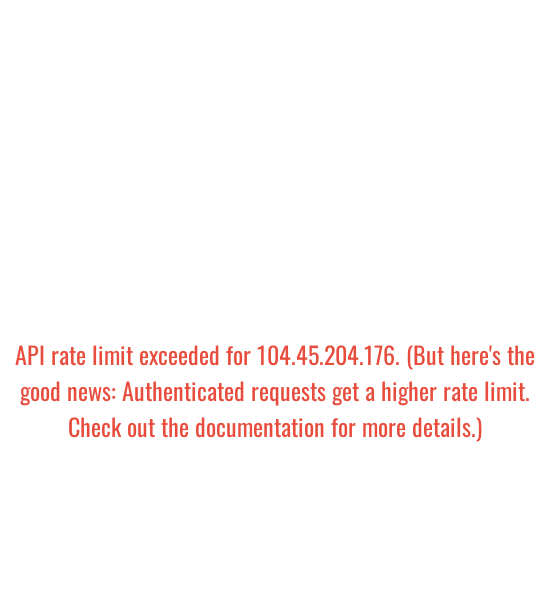 API rate limit exceeded for 104.45.204.176. (But here's the
good news: Authenticated requests get a higher rate limit.
Check out the documentation for more details.)